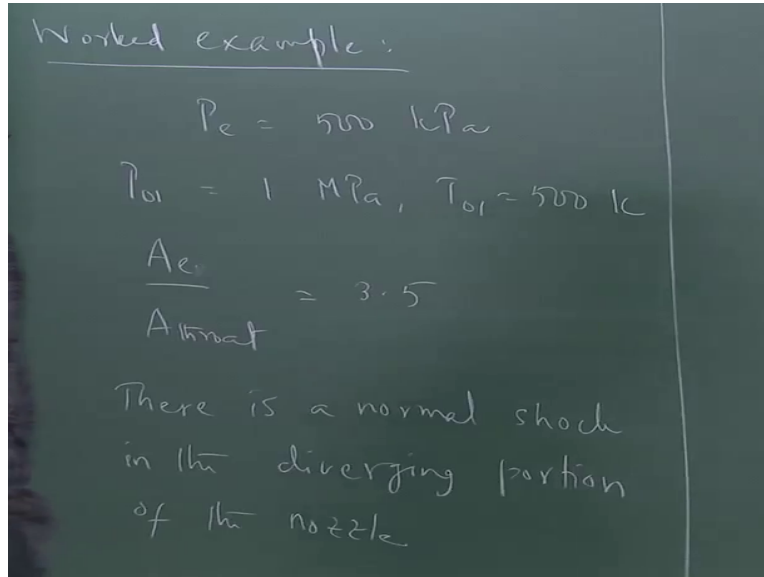 Worked example:
Pe = 500 kPa
P01 = 1 MPa, T01 = 500 K
Ae
= 3.5
Athroat
There is a normal shock
in the diverging portion
of the nozzle